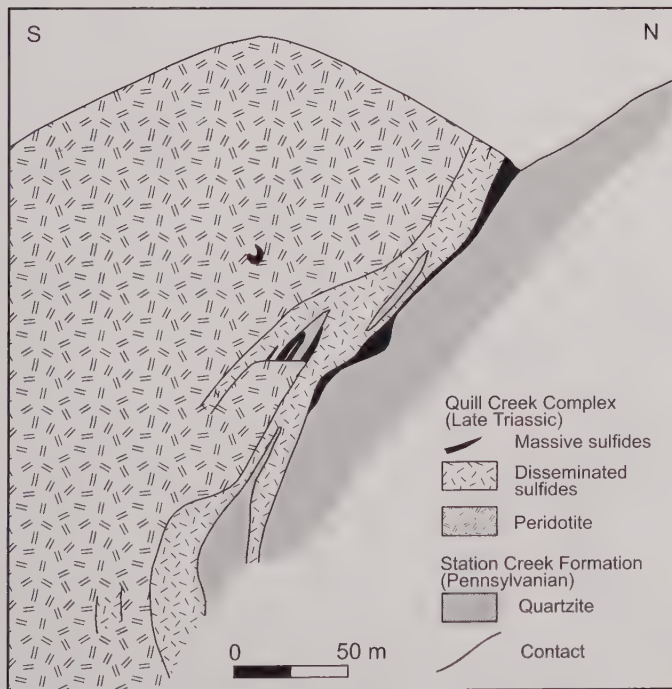 S
N
Quill Creek Complex
(Late Triassic)
Massive sulfides
Disseminated
sulfides
Peridotite
Station Creek Formation
(Pennsylvanian)
Quartzite
Contact
0
50 m